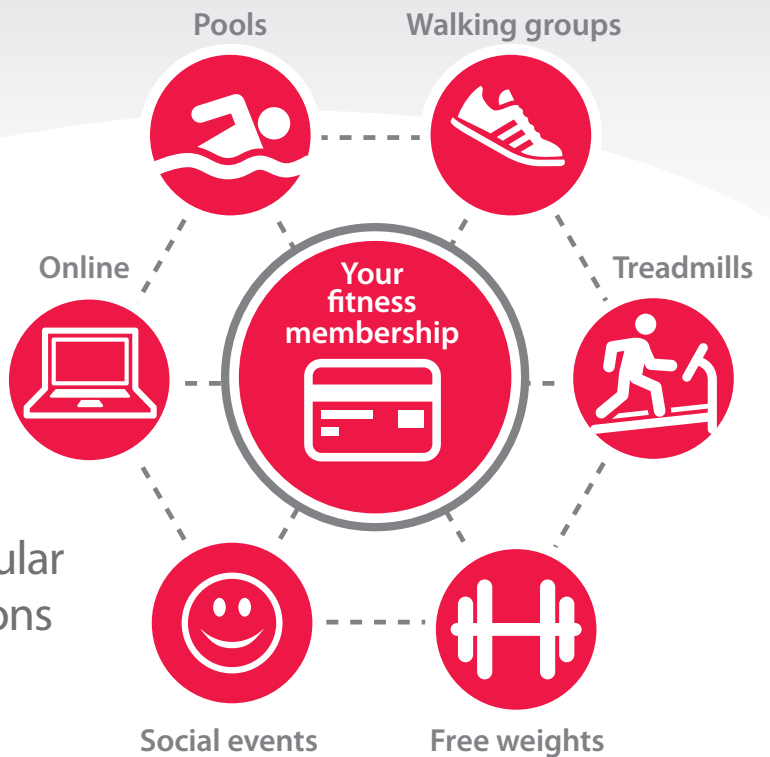 Pools
Walking groups
Online
Your
fitness
membership
Treadmills
Social events
Free weights